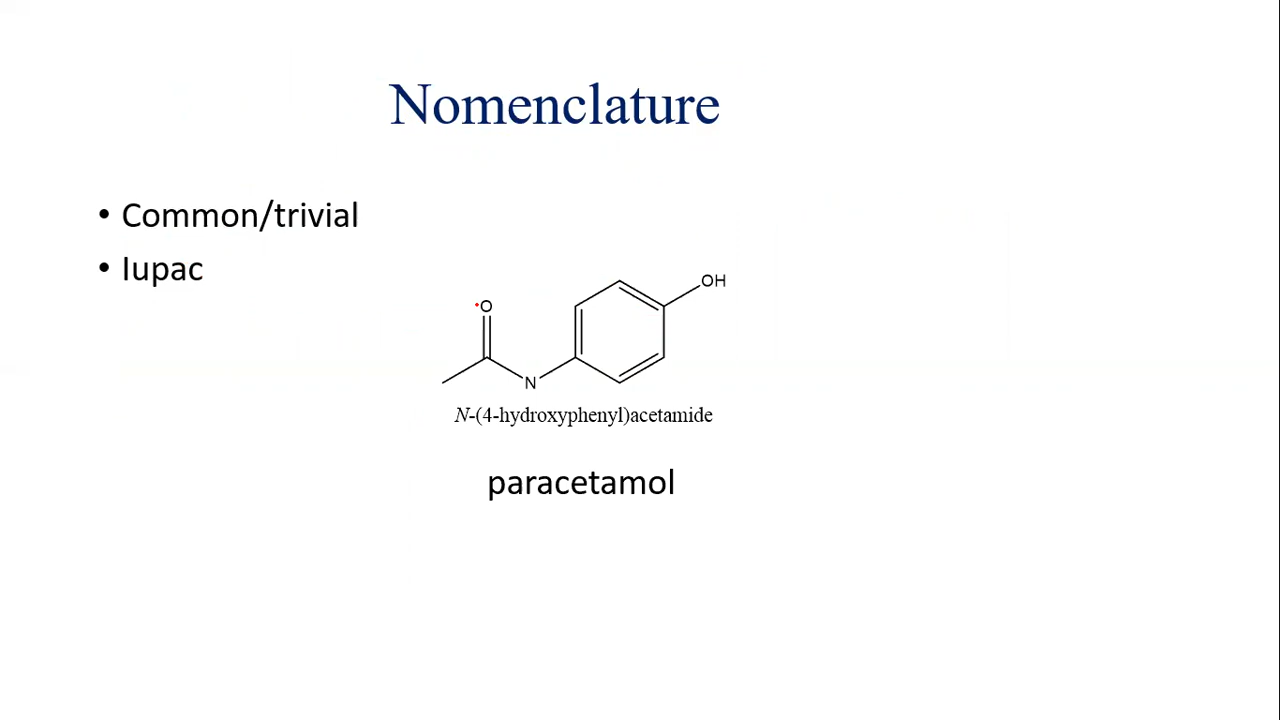 Nomenclature
• Common/trivial
• Iupac
OH
O
N
N-(4-hydroxyphenyl)acetamide
paracetamol